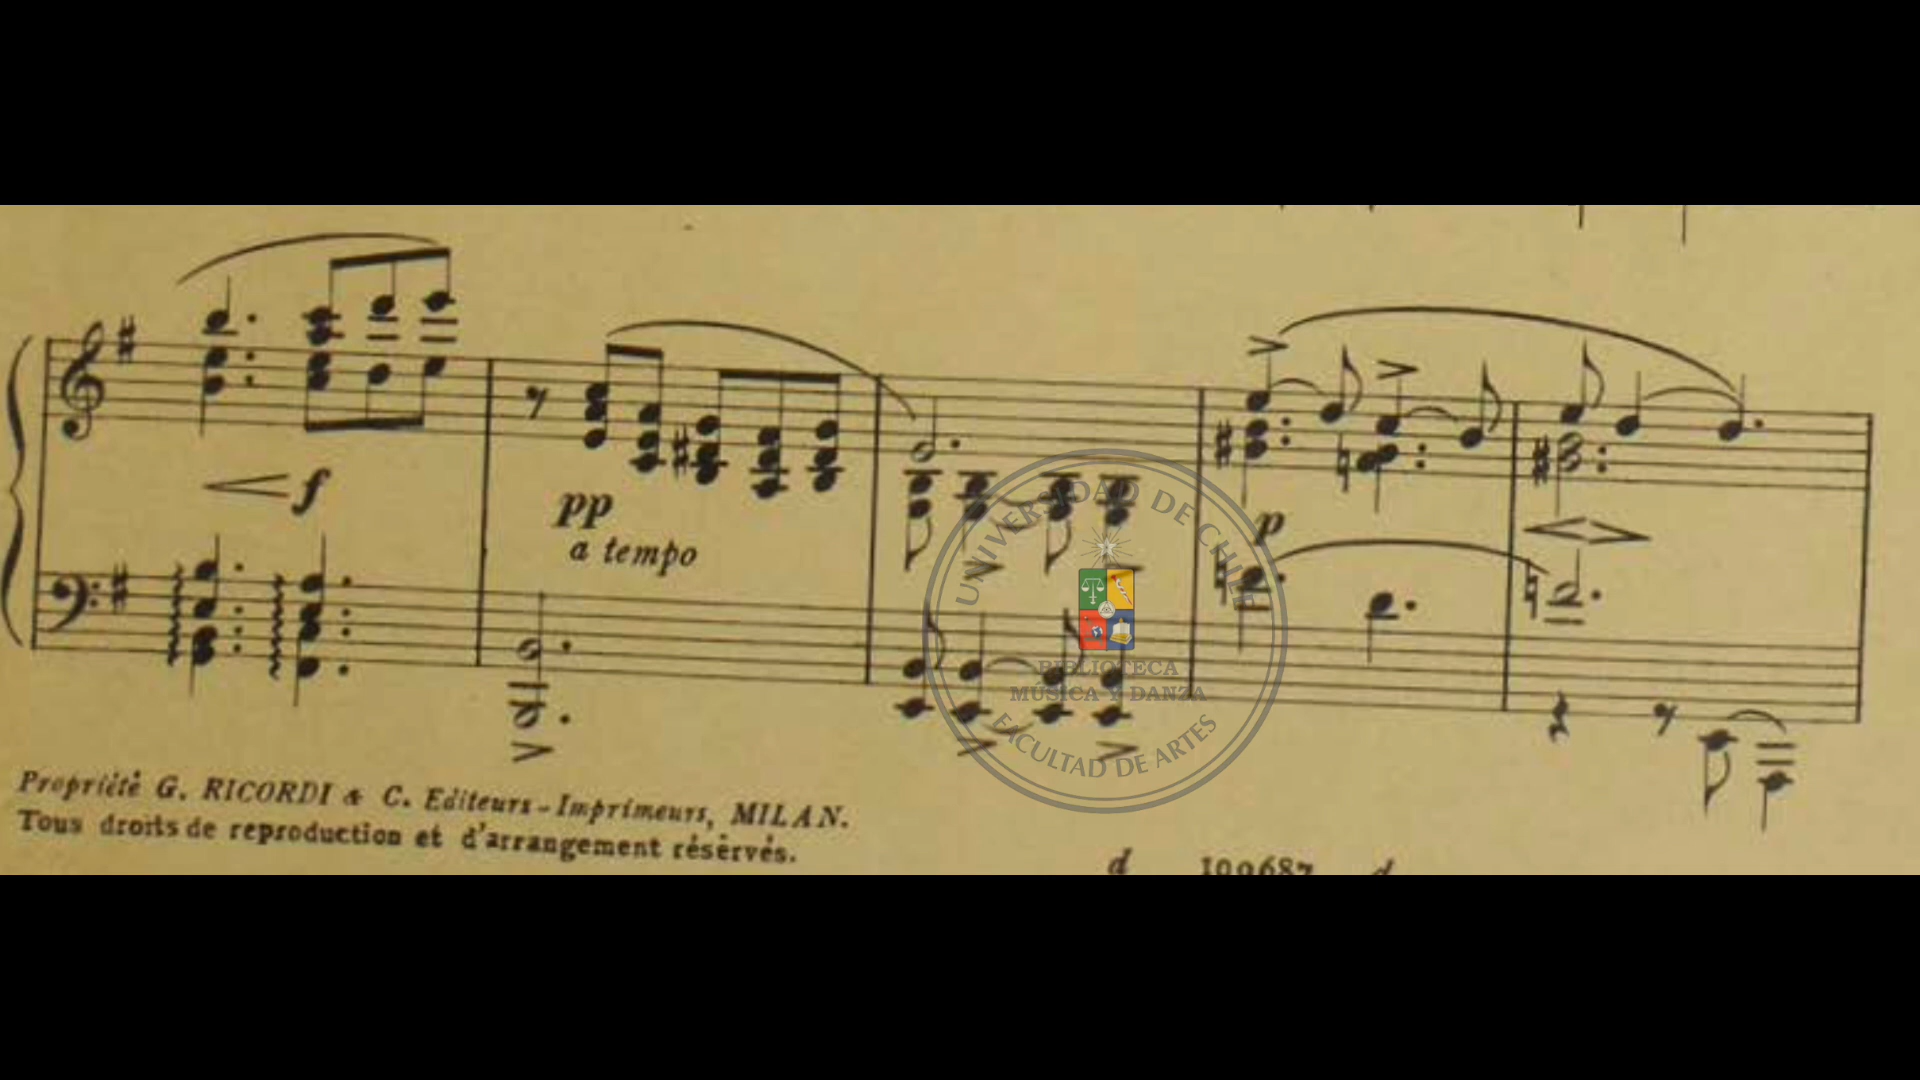 f
pp
a tempo
p
UNIVERSIDAD DE CHILE
BIBLIOTECA
MÚSICA Y DANZA
FACULTAD DE ARTES
Propriété G. RICORDI & C. Editeurs-Imprimeurs, MILAN.
Tous droits de reproduction et d'arrangement réservés.
d 100687 d